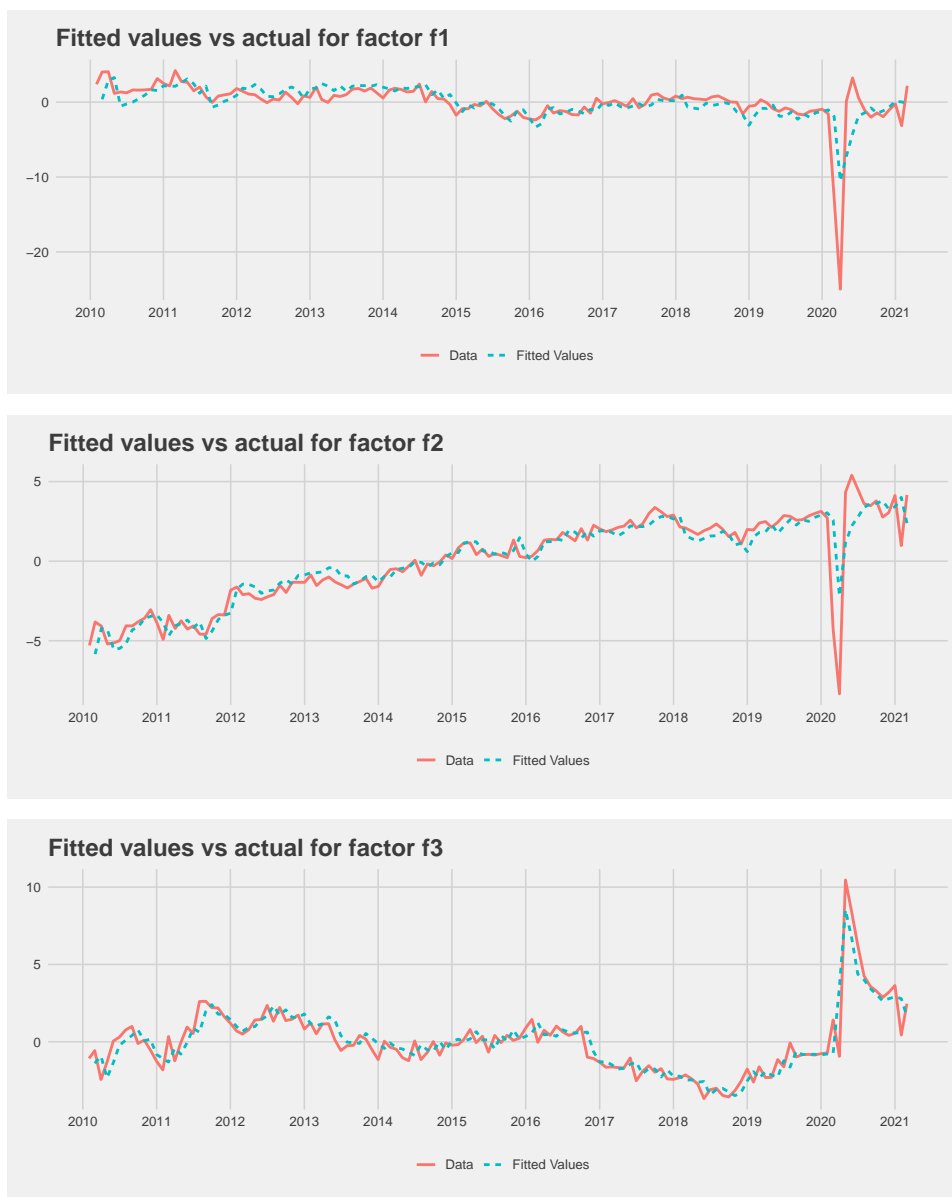 Fitted values vs actual for factor f1
0
−10
−20
2010 2011 2012 2013 2014 2015 2016 2017 2018 2019 2020 2021
Data Fitted Values
Fitted values vs actual for factor f2
5
0
−5
2010 2011 2012 2013 2014 2015 2016 2017 2018 2019 2020 2021
Data Fitted Values
Fitted values vs actual for factor f3
10
5
0
2010 2011 2012 2013 2014 2015 2016 2017 2018 2019 2020 2021
Data Fitted Values